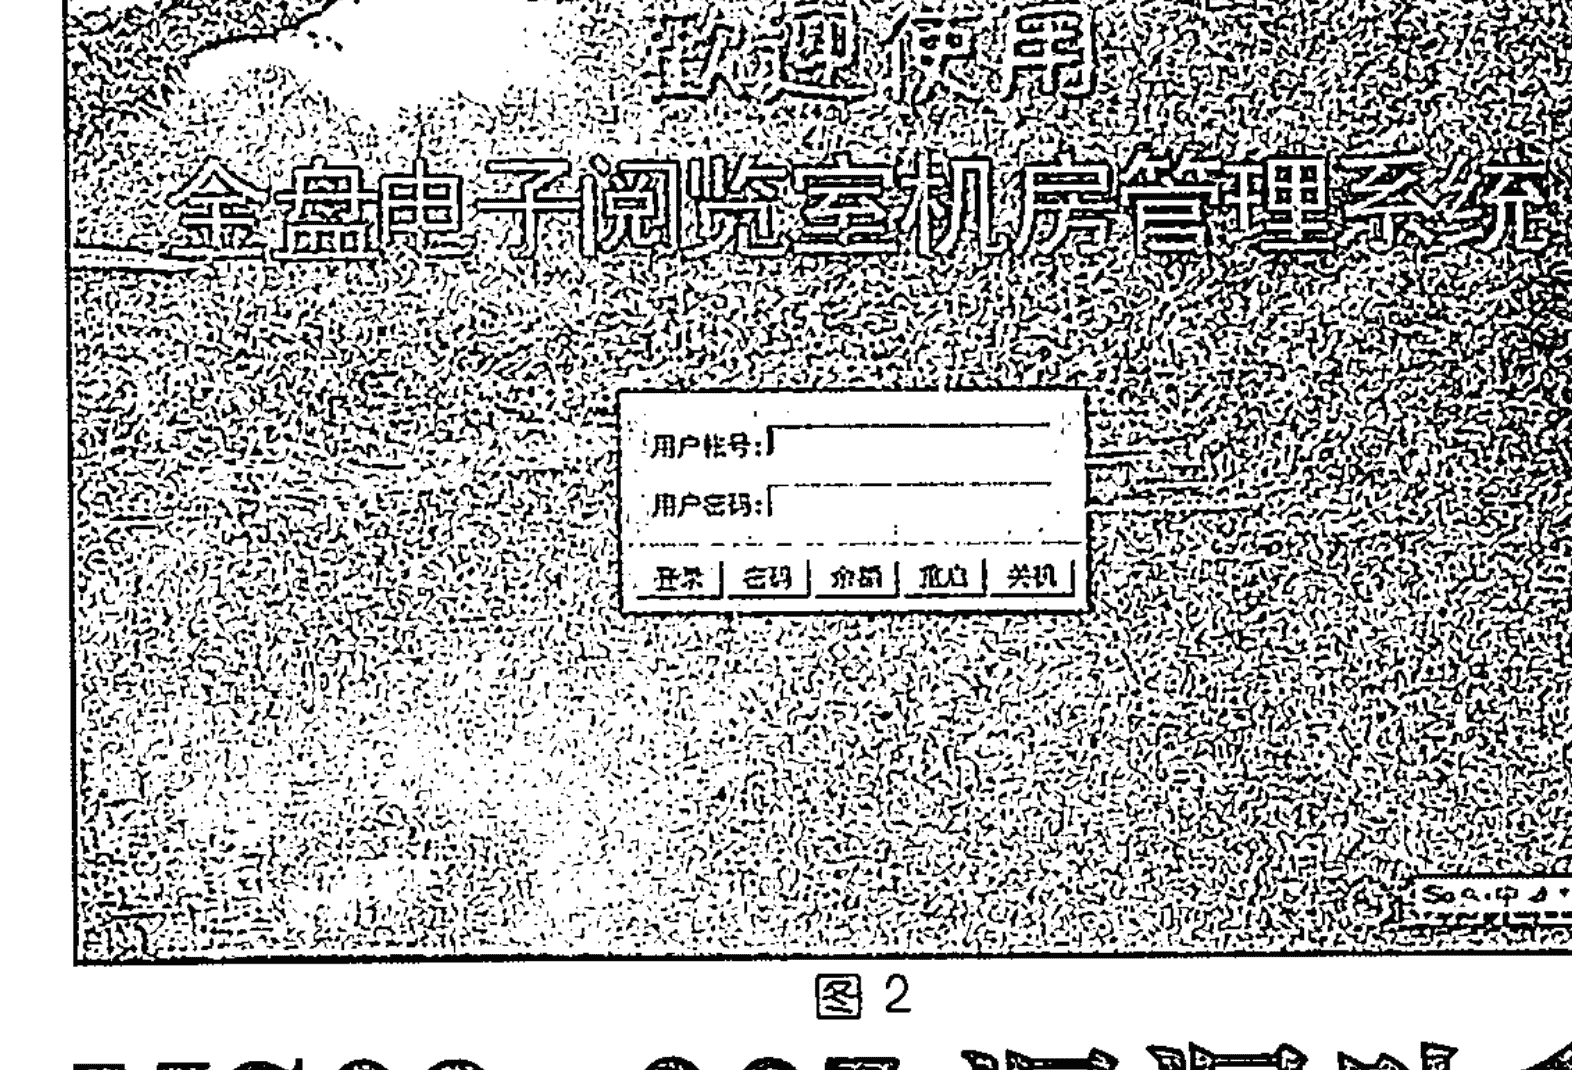 欢迎使用
金盘电子阅览室机房管理系统
用户帐号:
用户密码:
登录 密码 余额 重启 关机
图 2